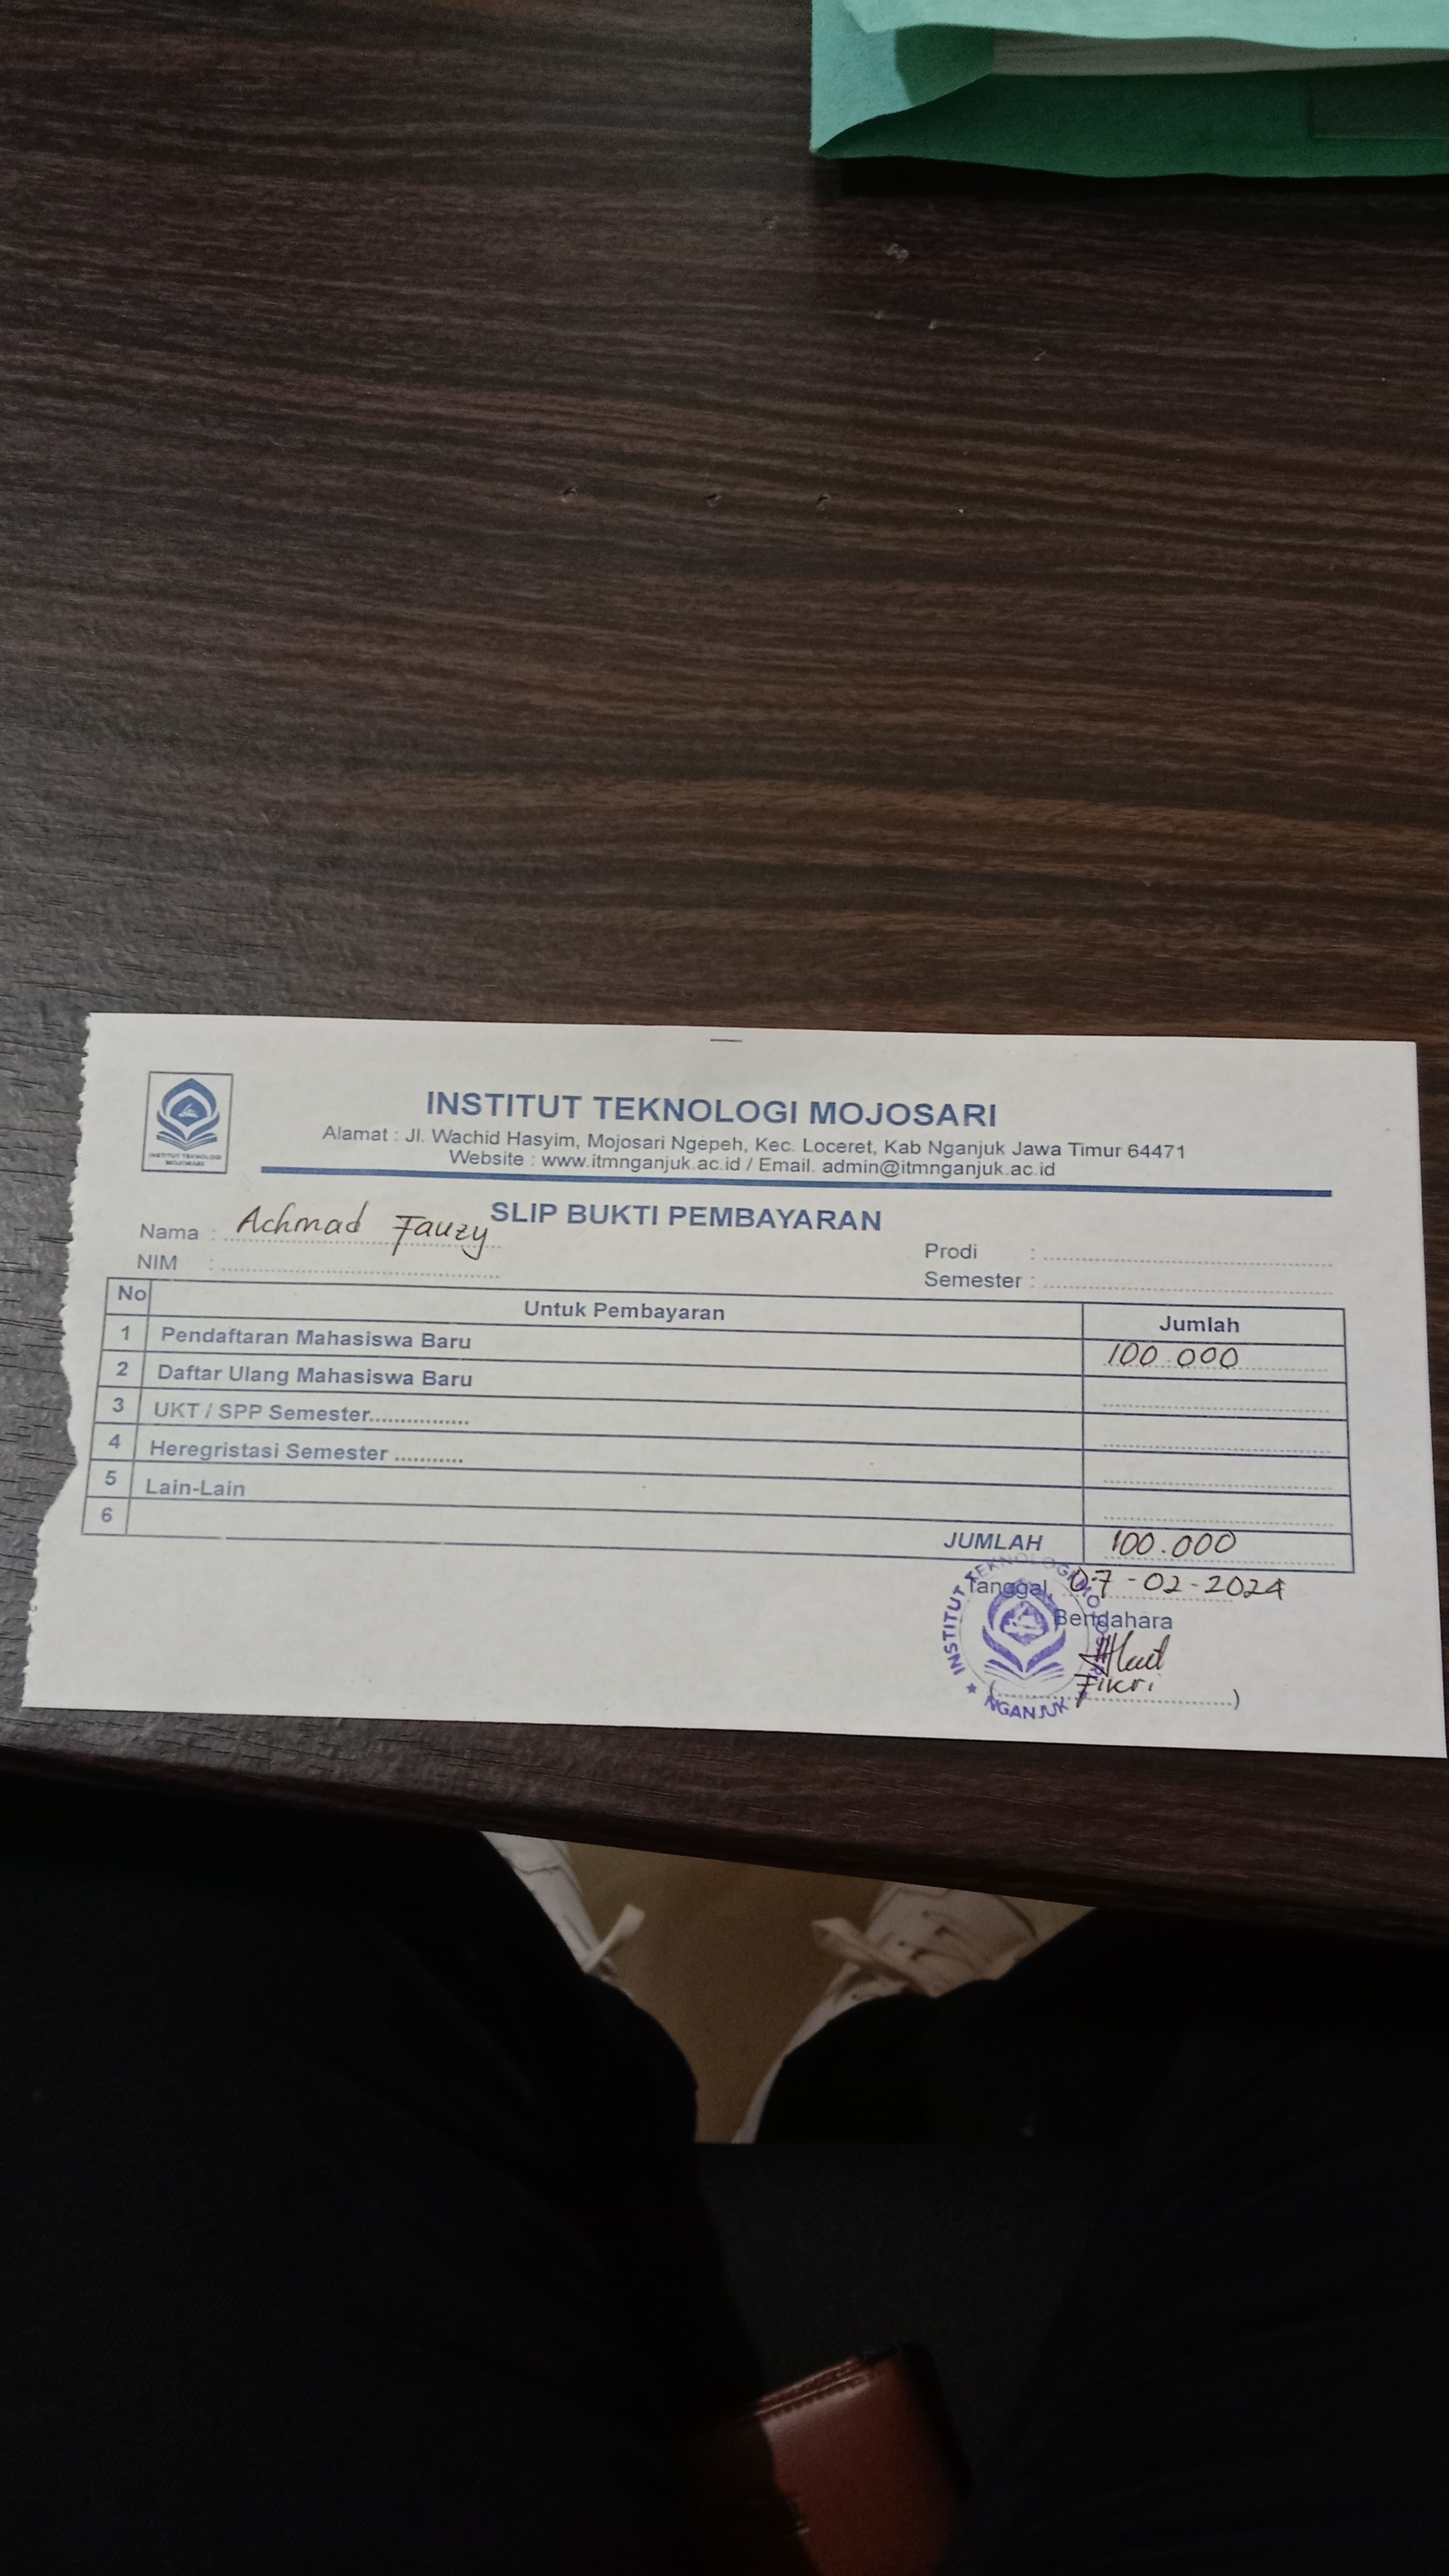 INSTITUT TEKNOLOGI MOJOSARI
Alamat : Jl. Wachid Hasyim, Mojosari Ngepeh, Kec. Loceret, Kab Nganjuk Jawa Timur 64471
Website : www.itmnganjuk.ac.id / Email. admin@itmnganjuk.ac.id
INSTITUT TEKNOLOGI
MOJOSARI
SLIP BUKTI PEMBAYARAN
Nama : Achmad Fauzy
NIM :
Prodi :
Semester :
No Untuk Pembayaran Jumlah
1 Pendaftaran Mahasiswa Baru 100.000
2 Daftar Ulang Mahasiswa Baru
3 UKT / SPP Semester................
4 Heregristasi Semester ...........
5 Lain-Lain
6
JUMLAH 100.000
Tanggal, 07-02-2024
Bendahara
Fikri
(..............................)
INSTITUT TEKNOLOGI MOJOSARI
NGANJUK